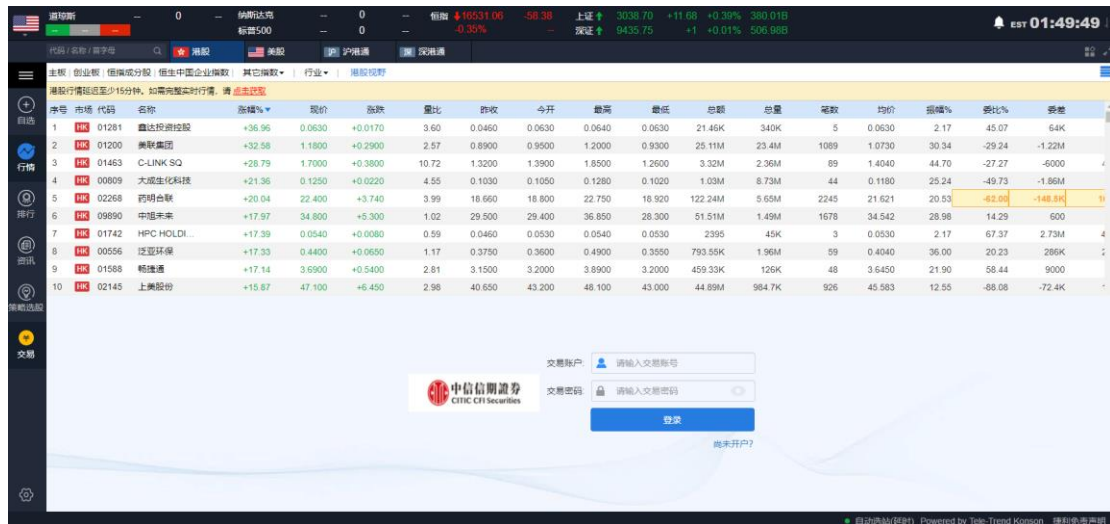 道琼斯 -- 0 -- 纳斯达克 -- 0 -- 恒指 16531.06 -58.38 上证 3038.70 +11.68 +0.39% 380.01B
-- -- -- 标普500 -- 0 -- -0.35% -- 深证 9435.75 +1 +0.01% 506.98B
EST 01:49:49
代码/名称/首字母 港股 美股 沪 沪港通 深 深港通
主板 创业板 恒指成分股 恒生中国企业指数 其它指数 行业 港股视野
港股行情延迟至少15分钟。如需完整实时行情,请 点击选取
序号 市场 代码 名称 涨幅% 现价 涨跌 量比 昨收 今开 最高 最低 总额 总量 笔数 均价 振幅% 委比% 委差
1 HK 01281 鑫达投资控股 +36.96 0.0630 +0.0170 3.60 0.0460 0.0630 0.0640 0.0630 21.46K 340K 5 0.0630 2.17 45.07 64K
2 HK 01200 美联集团 +32.58 1.1800 +0.2900 2.57 0.8900 0.9500 1.2000 0.9300 25.11M 23.4M 1089 1.0730 30.34 -29.24 -1.22M
3 HK 01463 C-LINK SQ +28.79 1.7000 +0.3800 10.72 1.3200 1.3900 1.8500 1.2600 3.32M 2.36M 89 1.4040 44.70 -27.27 -6000
4 HK 00809 大成生化科技 +21.36 0.1250 +0.0220 4.55 0.1030 0.1050 0.1280 0.1020 1.03M 8.73M 44 0.1180 25.24 -49.73 -1.86M
5 HK 02268 药明合联 +20.04 22.400 +3.740 3.99 18.660 18.800 22.750 18.920 122.24M 5.65M 2245 21.621 20.53 -62.00 -148.5K
6 HK 09890 中旭未来 +17.97 34.800 +5.300 1.02 29.500 29.400 36.850 28.300 51.51M 1.49M 1678 34.542 28.98 14.29 600
7 HK 01742 HPC HOLDI... +17.39 0.0540 +0.0080 0.59 0.0460 0.0530 0.0540 0.0530 2395 45K 3 0.0530 2.17 67.37 2.73M
8 HK 00556 泛亚环保 +17.33 0.4400 +0.0650 1.17 0.3750 0.3600 0.4900 0.3550 793.55K 1.96M 59 0.4040 36.00 20.23 286K
9 HK 01588 畅捷通 +17.14 3.6900 +0.5400 2.81 3.1500 3.2000 3.8900 3.2000 459.33K 126K 48 3.6450 21.90 58.44 9000
10 HK 02145 上美股份 +15.87 47.100 +6.450 2.98 40.650 43.200 48.100 43.000 44.89M 984.7K 926 45.583 12.55 -88.08 -72.4K
自选
行情
排行
资讯
策略选股
交易
中信信期證券
CITIC CFI Securities
交易账户: 请输入交易账号
交易密码: 请输入交易密码
登录
尚未开户?
自动选站(延时) Powered by Tele-Trend Konson 捷利免责声明